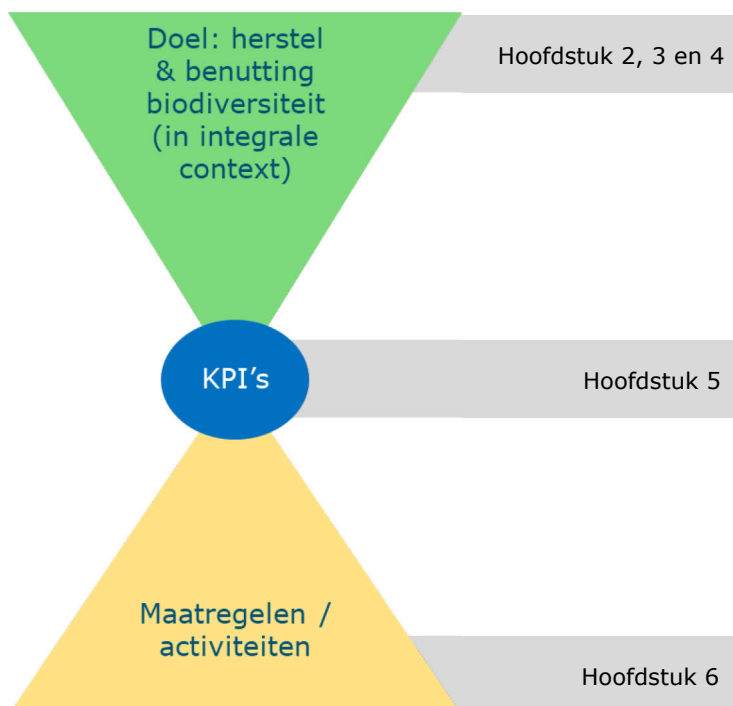 Doel: herstel
& benutting
biodiversiteit
(in integrale
context)
Hoofdstuk 2, 3 en 4
KPI's
Hoofdstuk 5
Maatregelen /
activiteiten
Hoofdstuk 6